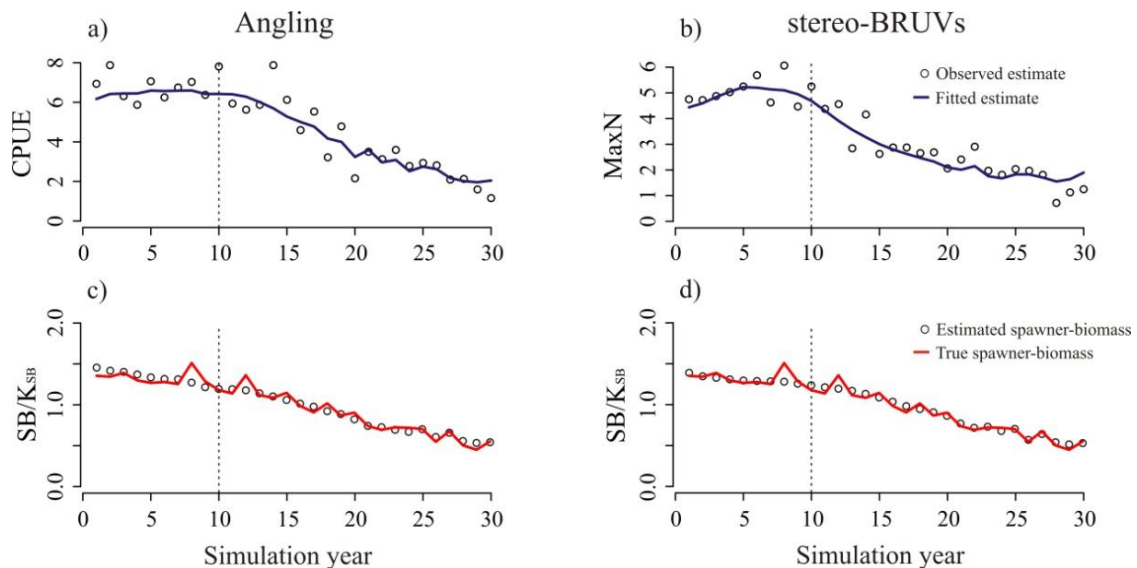 Angling
stereo-BRUVs
a)
CPUE
8
6
4
2
0
0 5 10 15 20 25 30
b)
MaxN
6
5
4
3
2
1
0
Observed estimate
Fitted estimate
0 5 10 15 20 25 30
c)
SB/KSB
2.0
1.0
0.0
0 5 10 15 20 25 30
Simulation year
d)
SB/KSB
2.0
1.0
0.0
Estimated spawner-biomass
True spawner-biomass
0 5 10 15 20 25 30
Simulation year